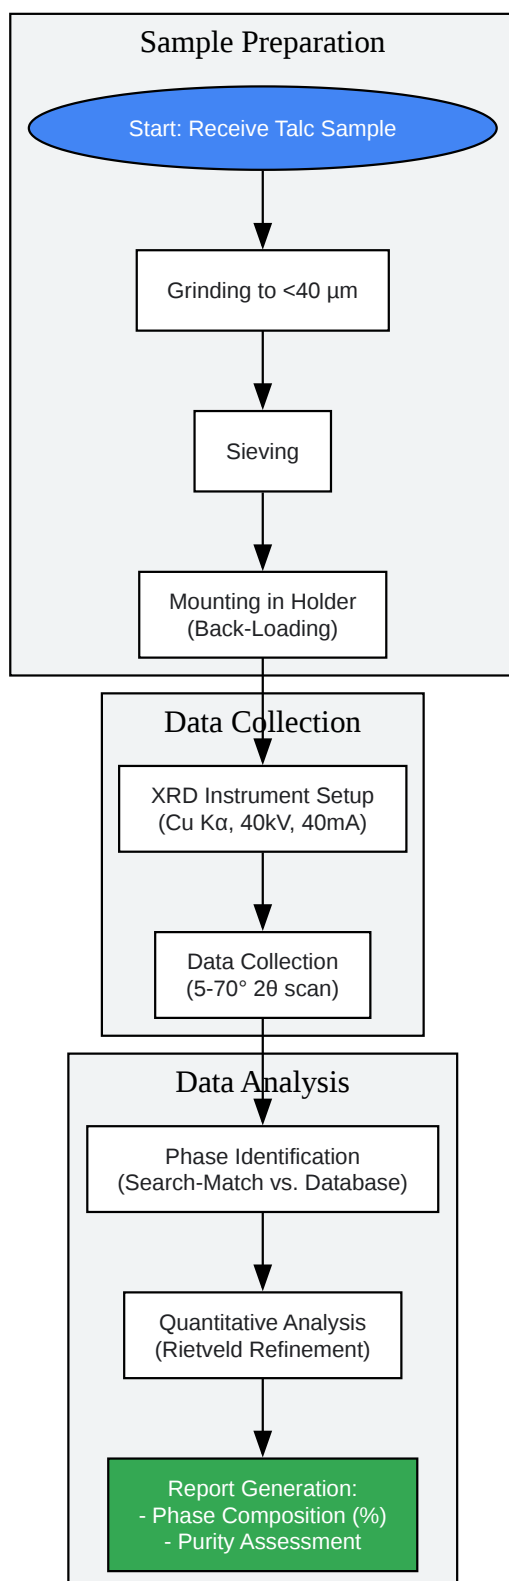 Sample Preparation
Start: Receive Talc Sample
Grinding to <40 µm
Sieving
Mounting in Holder
(Back-Loading)
Data Collection
XRD Instrument Setup
(Cu Kα, 40kV, 40mA)
Data Collection
(5-70° 2θ scan)
Data Analysis
Phase Identification
(Search-Match vs. Database)
Quantitative Analysis
(Rietveld Refinement)
Report Generation:
- Phase Composition (%)
- Purity Assessment